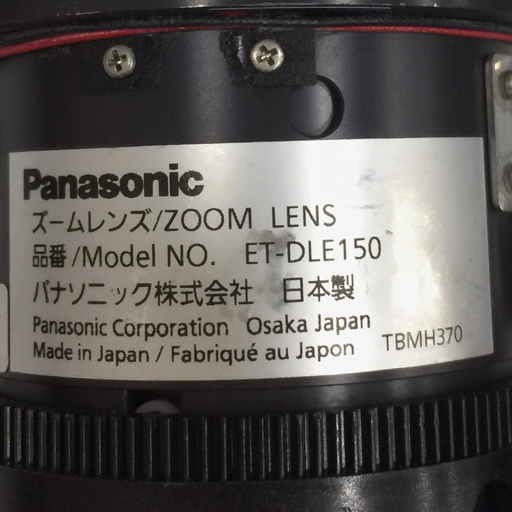 Panasonic
ズームレンズ/ZOOM LENS
品番/Model NO. ET-DLE150
パナソニック株式会社 日本製
Panasonic Corporation Osaka Japan
Made in Japan / Fabriqué au Japon TBMH370